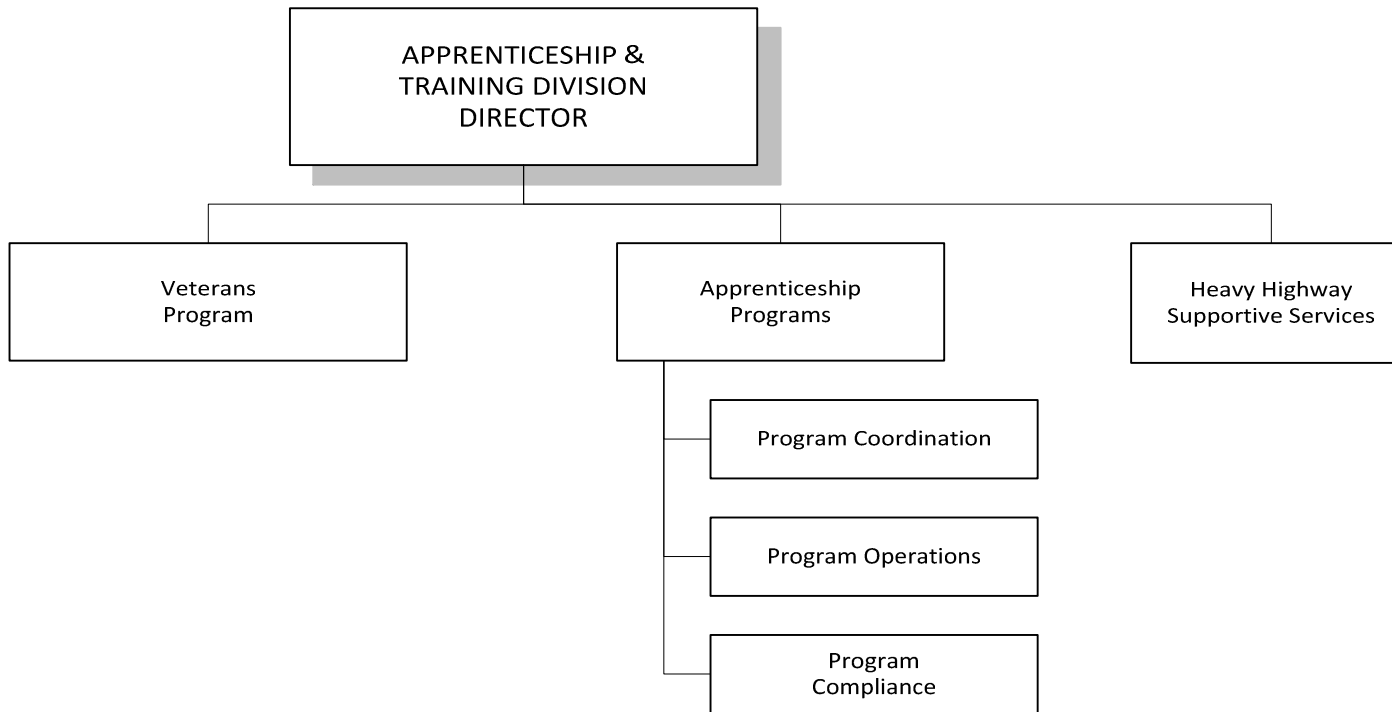 APPRENTICESHIP &
TRAINING DIVISION
DIRECTOR
Veterans
Program
Apprenticeship
Programs
Heavy Highway
Supportive Services
Program Coordination
Program Operations
Program
Compliance